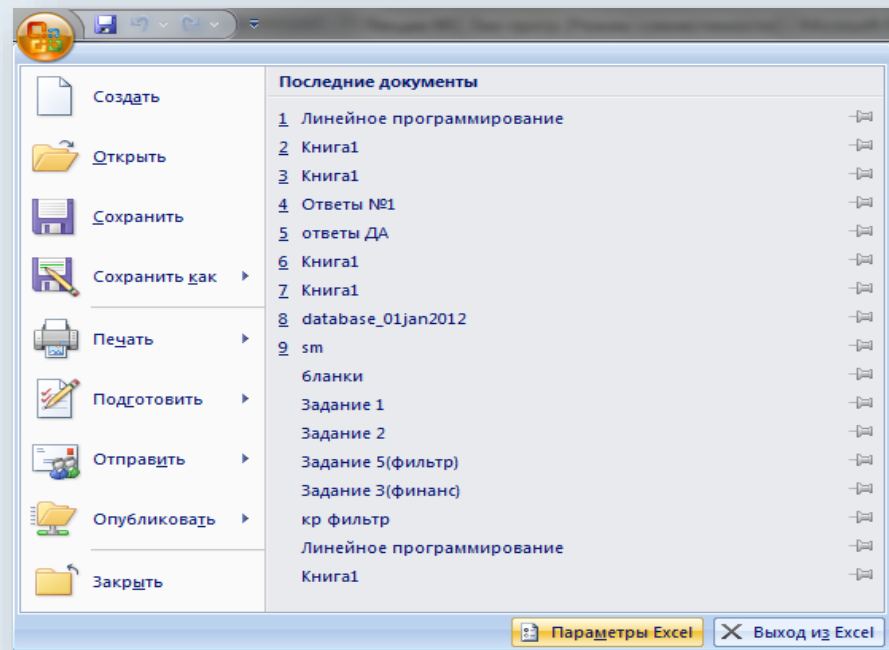 Создать
Открыть
Сохранить
Сохранить как
Печать
Подготовить
Отправить
Опубликовать
Закрыть
Последние документы
1 Линейное программирование
2 Книга1
3 Книга1
4 Ответы №1
5 ответы ДА
6 Книга1
7 Книга1
8 database_01jan2012
9 sm
бланки
Задание 1
Задание 2
Задание 5(фильтр)
Задание 3(финанс)
кр фильтр
Линейное программирование
Книга1
Параметры Excel
Выход из Excel